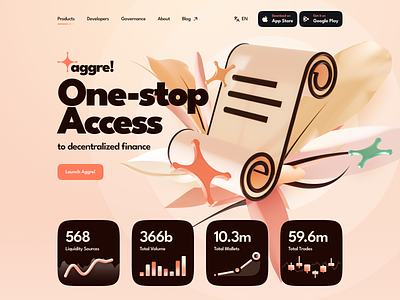 Products Developers Governance About Blog EN
Download on App Store
Get it on Google Play
aggre!
One-stop
Access
to decentralized finance
Launch Aggre!
568
Liquidity Sources
366b
Total Volume
10.3m
Total Wallets
59.6m
Total Trades